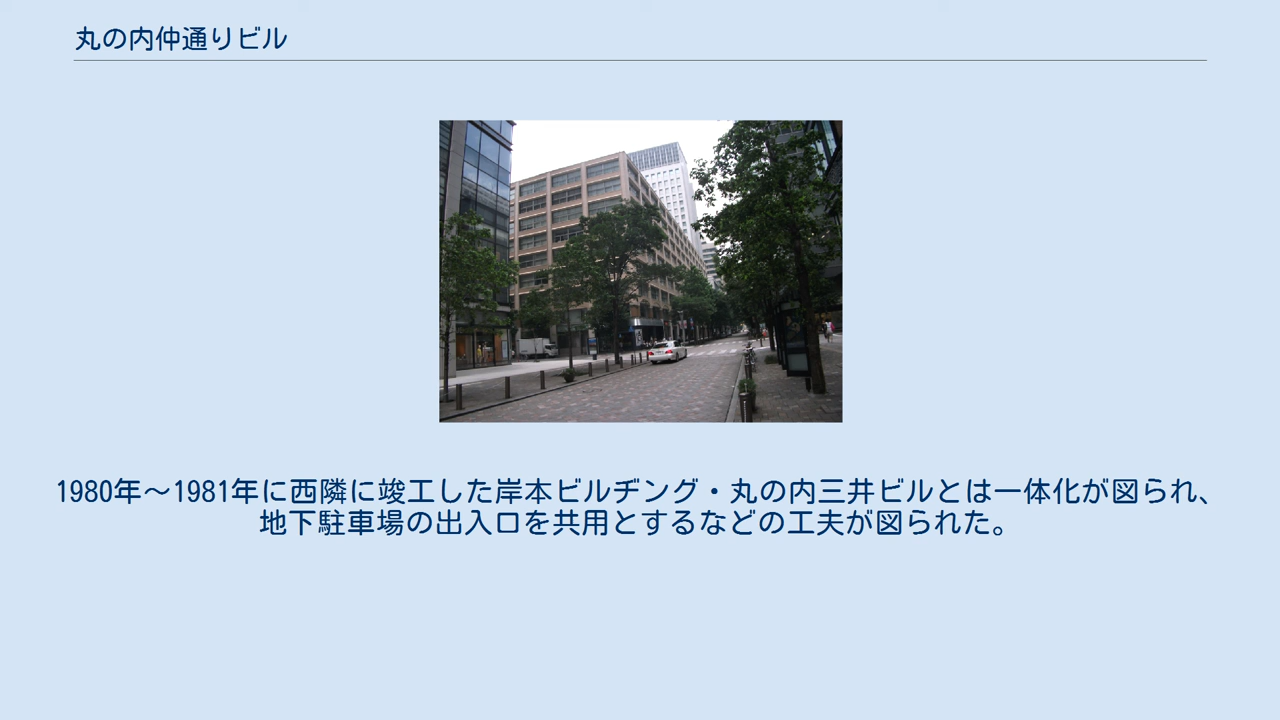 丸の内仲通りビル
1980年～1981年に西隣に竣工した岸本ビルヂング・丸の内三井ビルとは一体化が図られ、
地下駐車場の出入口を共用とするなどの工夫が図られた。